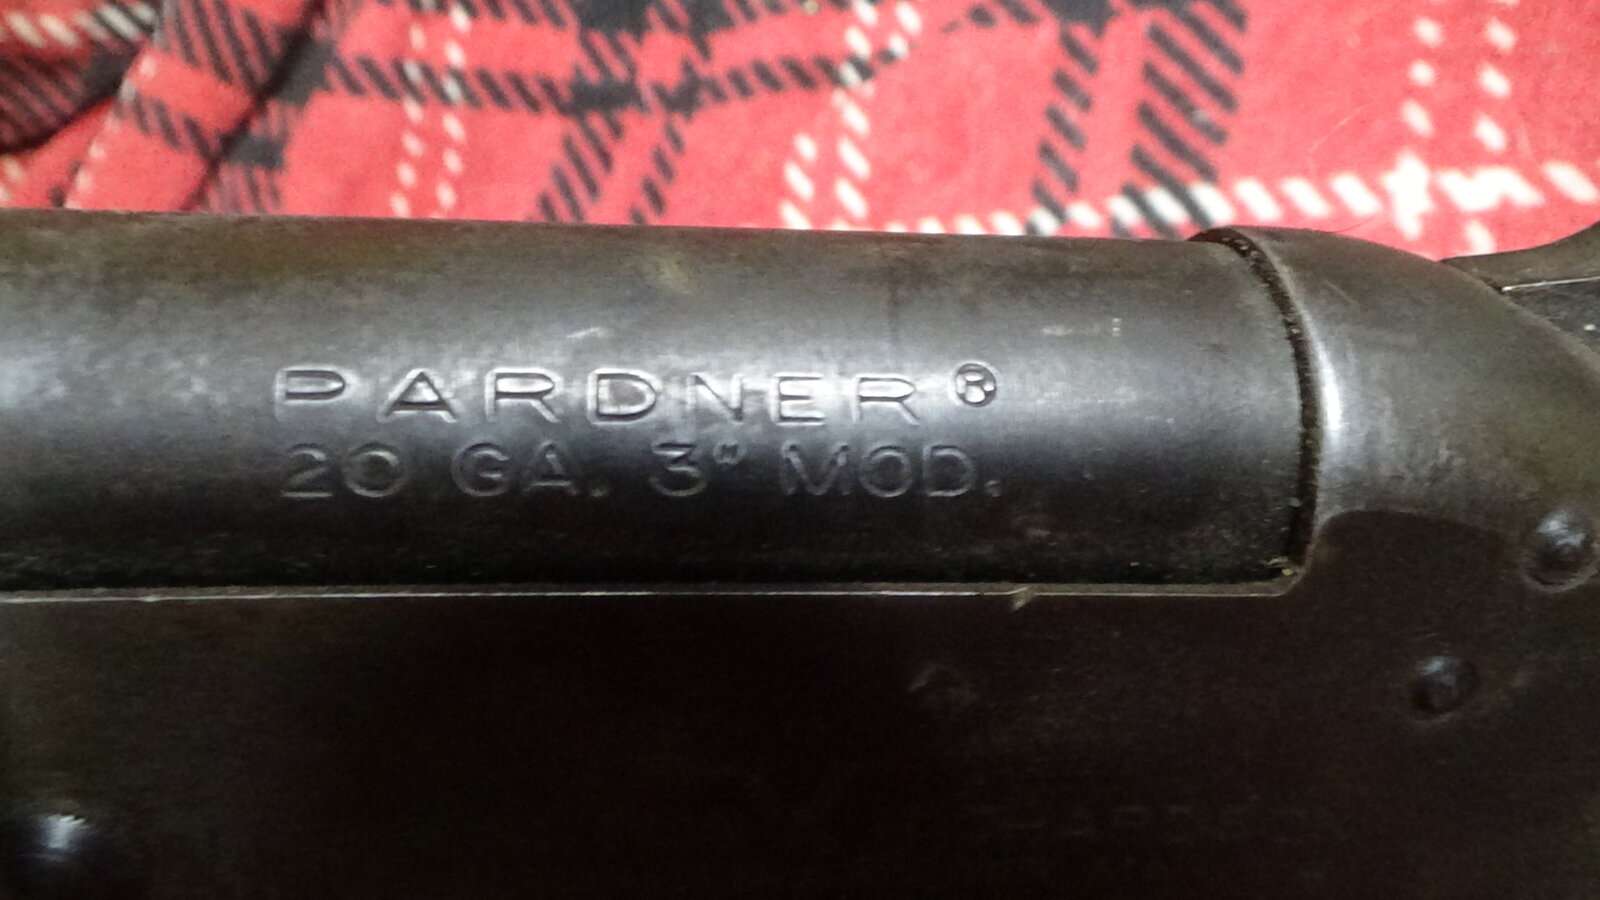 PARDNER®
20 GA. 3" MOD.